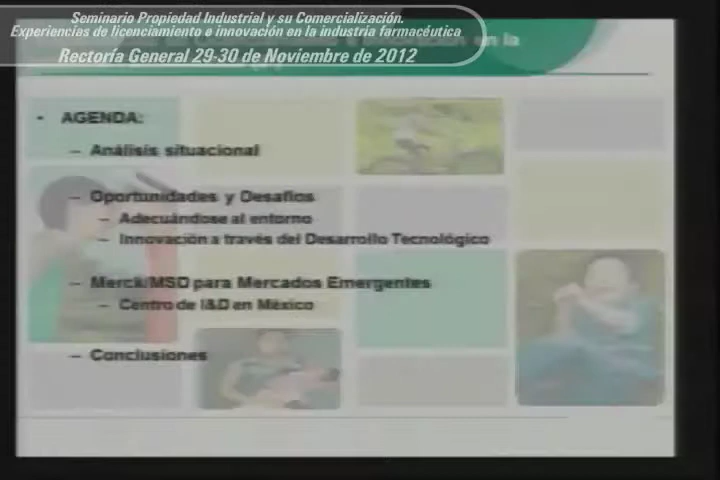 Seminario Propiedad Industrial y su Comercialización.
Experiencias de licenciamiento e innovación en la industria farmacéutica
Rectoría General 29-30 de Noviembre de 2012
en la
• AGENDA:
– Análisis situacional
– Oportunidades y Desafíos
– Adecuándose al entorno
– Innovación a través del Desarrollo Tecnológico
– Merck/MSD para Mercados Emergentes
– Centro de I&D en México
– Conclusiones